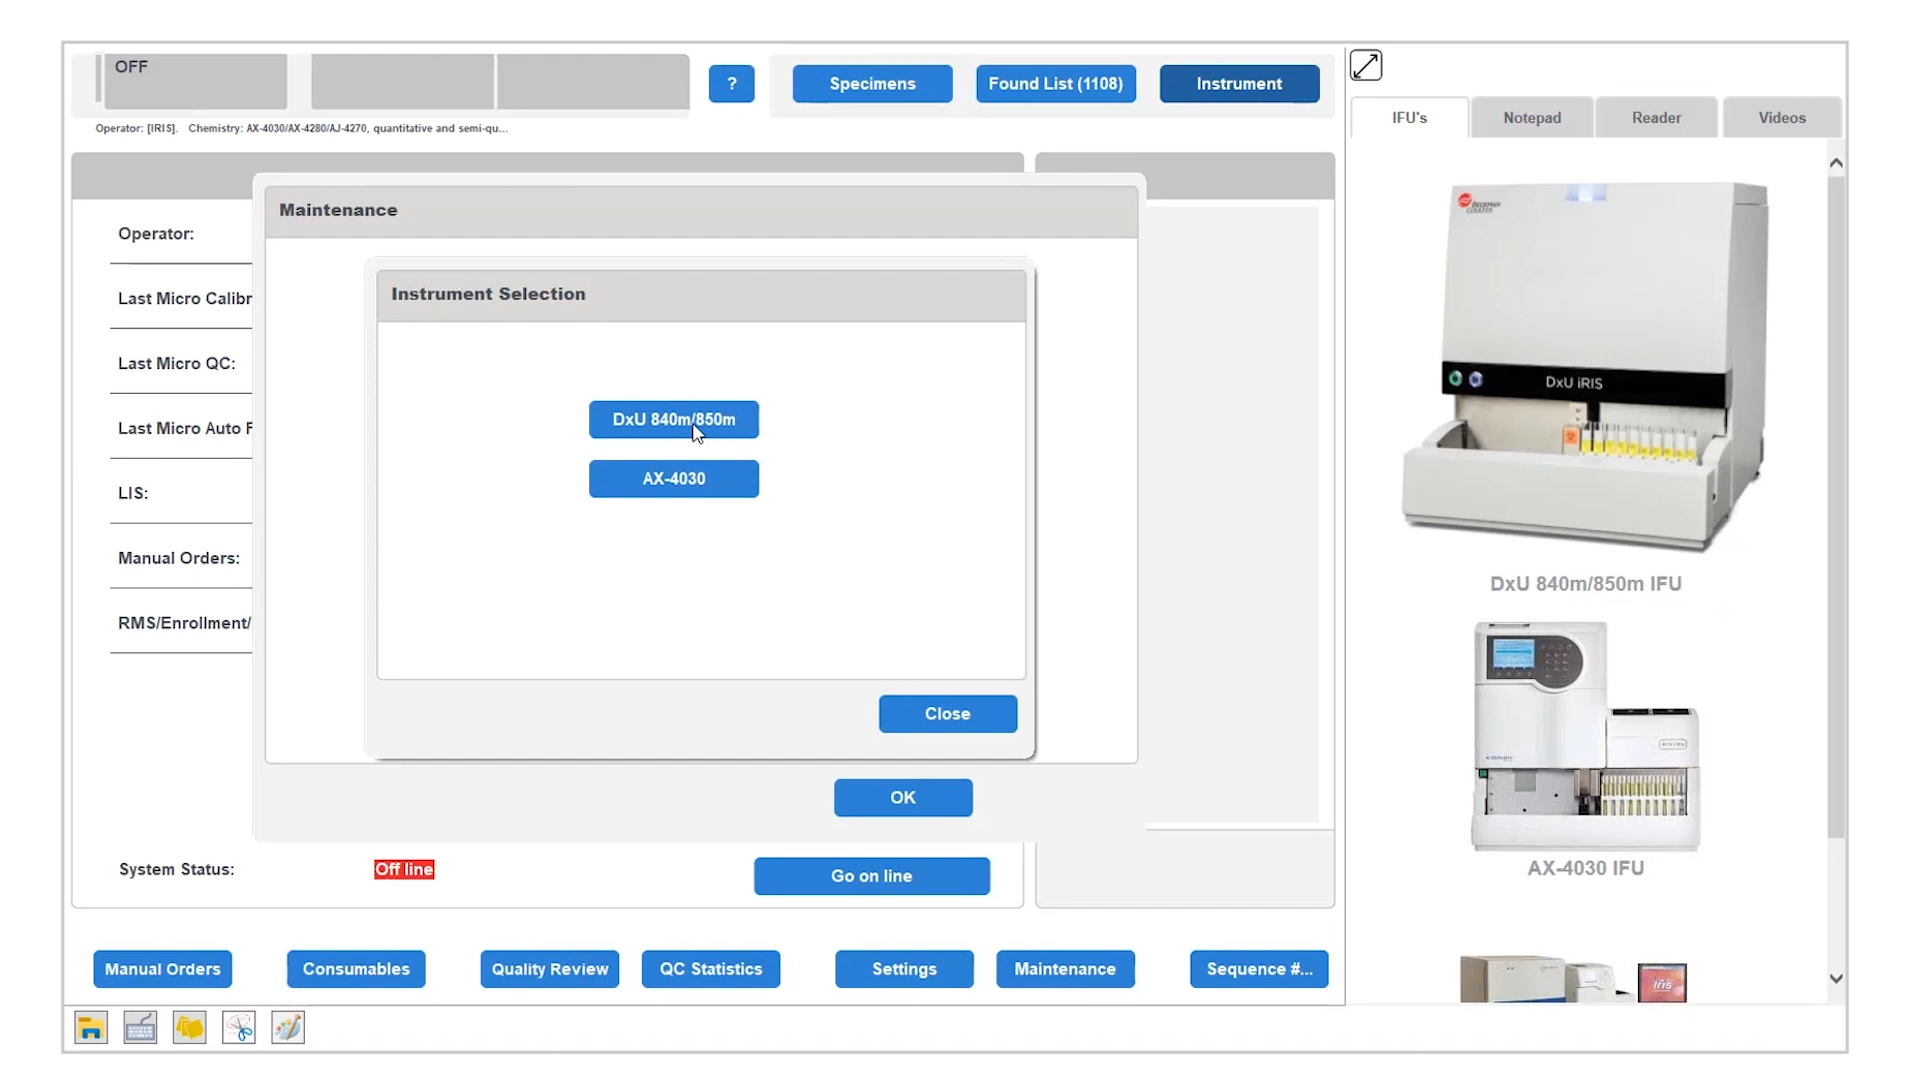 OFF
?
Specimens
Found List (1108)
Instrument
Operator: [IRIS].   Chemistry: AX-4030/AX-4280/AJ-4270, quantitative and semi-qu...
IFU's
Notepad
Reader
Videos
Maintenance
Instrument Selection
DxU 840m/850m
AX-4030
Close
OK
Operator:
Last Micro Calibr
Last Micro QC:
Last Micro Auto F
LIS:
Manual Orders:
RMS/Enrollment/
System Status:
Off line
Go on line
Manual Orders
Consumables
Quality Review
QC Statistics
Settings
Maintenance
Sequence #...
BECKMAN
COULTER
DxU iRIS
DxU 840m/850m IFU
AX-4030 IFU
Iris